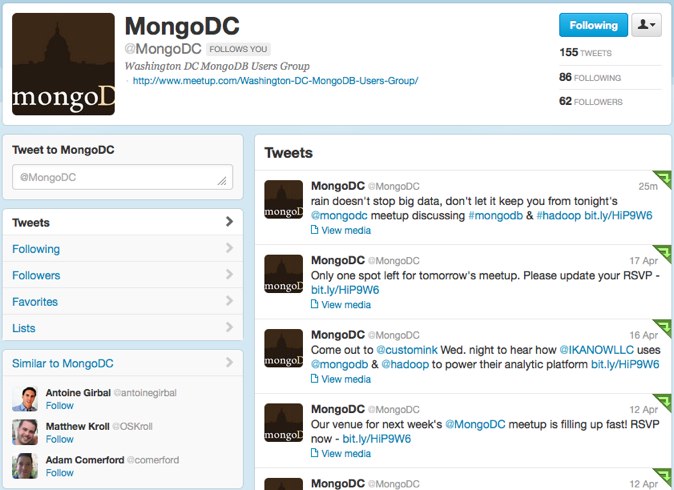 mongoD
MongoDC
@MongoDC FOLLOWS YOU
Washington DC MongoDB Users Group
· http://www.meetup.com/Washington-DC-MongoDB-Users-Group/
Following
155 TWEETS
86 FOLLOWING
62 FOLLOWERS
Tweet to MongoDC
@MongoDC
Tweets
Following
Followers
Favorites
Lists
Similar to MongoDC
Antoine Girbal @antoinegirbal
Follow
Matthew Kroll @OSKroll
Follow
Adam Comerford @comerford
Follow
Tweets
mongoD
MongoDC @MongoDC 25m
rain doesn't stop big data, don't let it keep you from tonight's
@mongodc meetup discussing #mongodb & #hadoop bit.ly/HiP9W6
View media
mongoD
MongoDC @MongoDC 17 Apr
Only one spot left for tomorrow's meetup. Please update your RSVP -
bit.ly/HiP9W6
View media
mongoD
MongoDC @MongoDC 16 Apr
Come out to @customink Wed. night to hear how @IKANOWLLC uses
@mongodb & @hadoop to power their analytic platform bit.ly/HiP9W6
View media
mongoD
MongoDC @MongoDC 12 Apr
Our venue for next week's @MongoDC meetup is filling up fast! RSVP
now - bit.ly/HiP9W6
View media
MongoDC @MongoDC 12 Apr